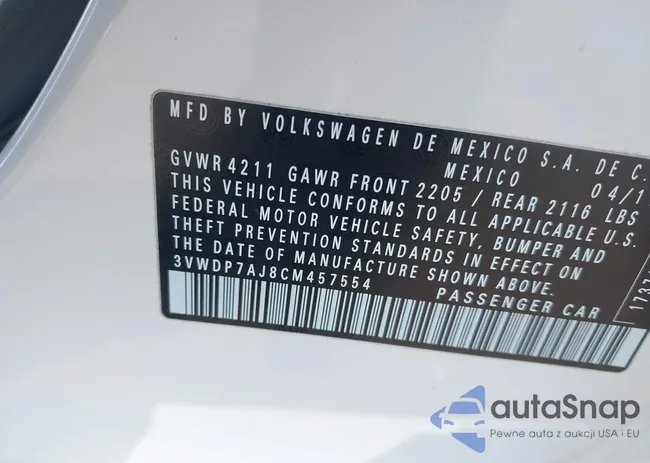 MFD BY VOLKSWAGEN DE MEXICO S.A. DE C.
MEXICO 04/1
GVWR 4211 GAWR FRONT 2205 / REAR 2116 LBS
THIS VEHICLE CONFORMS TO ALL APPLICABLE U.S.
FEDERAL MOTOR VEHICLE SAFETY, BUMPER AND
THEFT PREVENTION STANDARDS IN EFFECT ON
THE DATE OF MANUFACTURE SHOWN ABOVE.
3VWDP7AJ8CM457554 PASSENGER CAR
autaSnap
Pewne auta z aukcji USA i EU